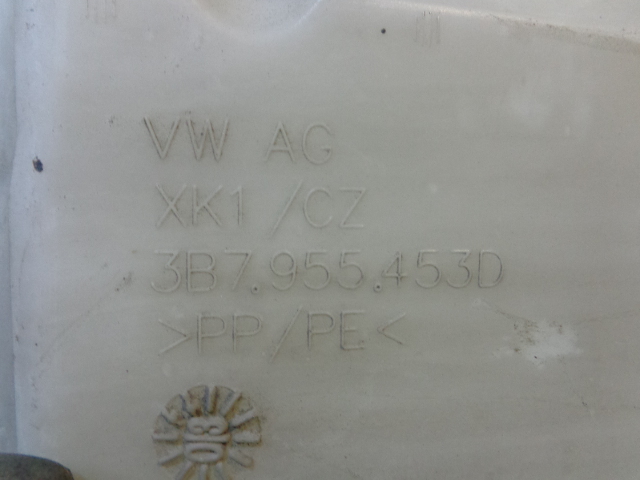 VW AG
XK1 /CZ
3B7.955.453D
>PP/PE<